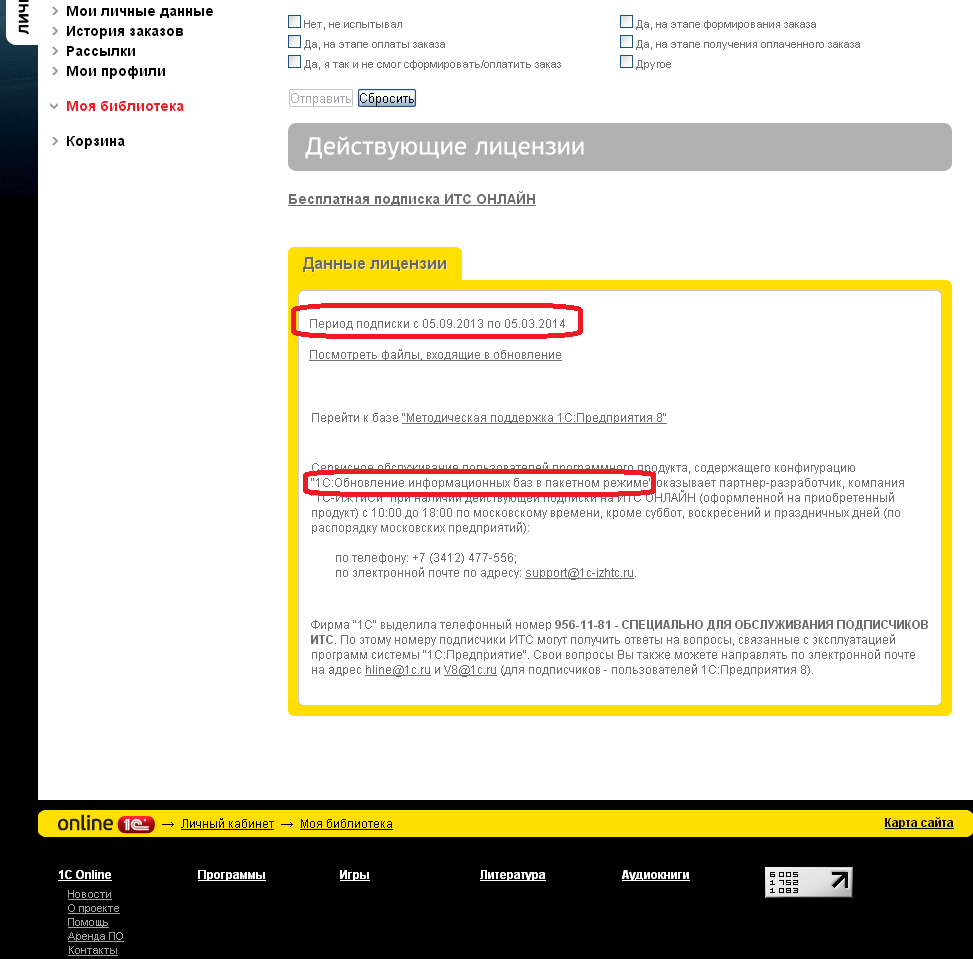 ЛИЧН
Мои личные данные
История заказов
Рассылки
Мои профили
Моя библиотека
Корзина
Нет, не испытывал
Да, на этапе формирования заказа
Да, на этапе оплаты заказа
Да, на этапе получения оплаченного заказа
Да, я так и не смог сформировать/оплатить заказ
Другое
Отправить Сбросить
Действующие лицензии
Бесплатная подписка ИТС ОНЛАЙН
Данные лицензии
Период подписки с 05.09.2013 по 05.03.2014
Посмотреть файлы, входящие в обновление
Перейти к базе "Методическая поддержка 1С:Предприятия 8"
Сервисное обслуживание пользователей программного продукта, содержащего конфигурацию
"1С:Обновление информационных баз в пакетном режиме" оказывает партнер-разработчик, компания
"1С-ИЖТИСИ" при наличии действующей подписки на ИТС ОНЛАЙН (оформленной на приобретенный
продукт) с 10:00 до 18:00 по московскому времени, кроме суббот, воскресений и праздничных дней (по
распорядку московских предприятий):
по телефону: +7 (3412) 477-556;
по электронной почте по адресу: support@1c-izhtc.ru.
Фирма "1С" выделила телефонный номер 956-11-81 - СПЕЦИАЛЬНО ДЛЯ ОБСЛУЖИВАНИЯ ПОДПИСЧИКОВ
ИТС. По этому номеру подписчики ИТС могут получить ответы на вопросы, связанные с эксплуатацией
программ системы "1С:Предприятие". Свои вопросы Вы также можете направлять по электронной почте
на адрес hline@1c.ru и V8@1c.ru (для подписчиков - пользователей 1С:Предприятия 8).
online 1С → Личный кабинет → Моя библиотека
Карта сайта
1С Online
Программы
Игры
Литература
Аудиокниги
6 005
1 752
1 083
Новости
О проекте
Помощь
Аренда ПО
Контакты